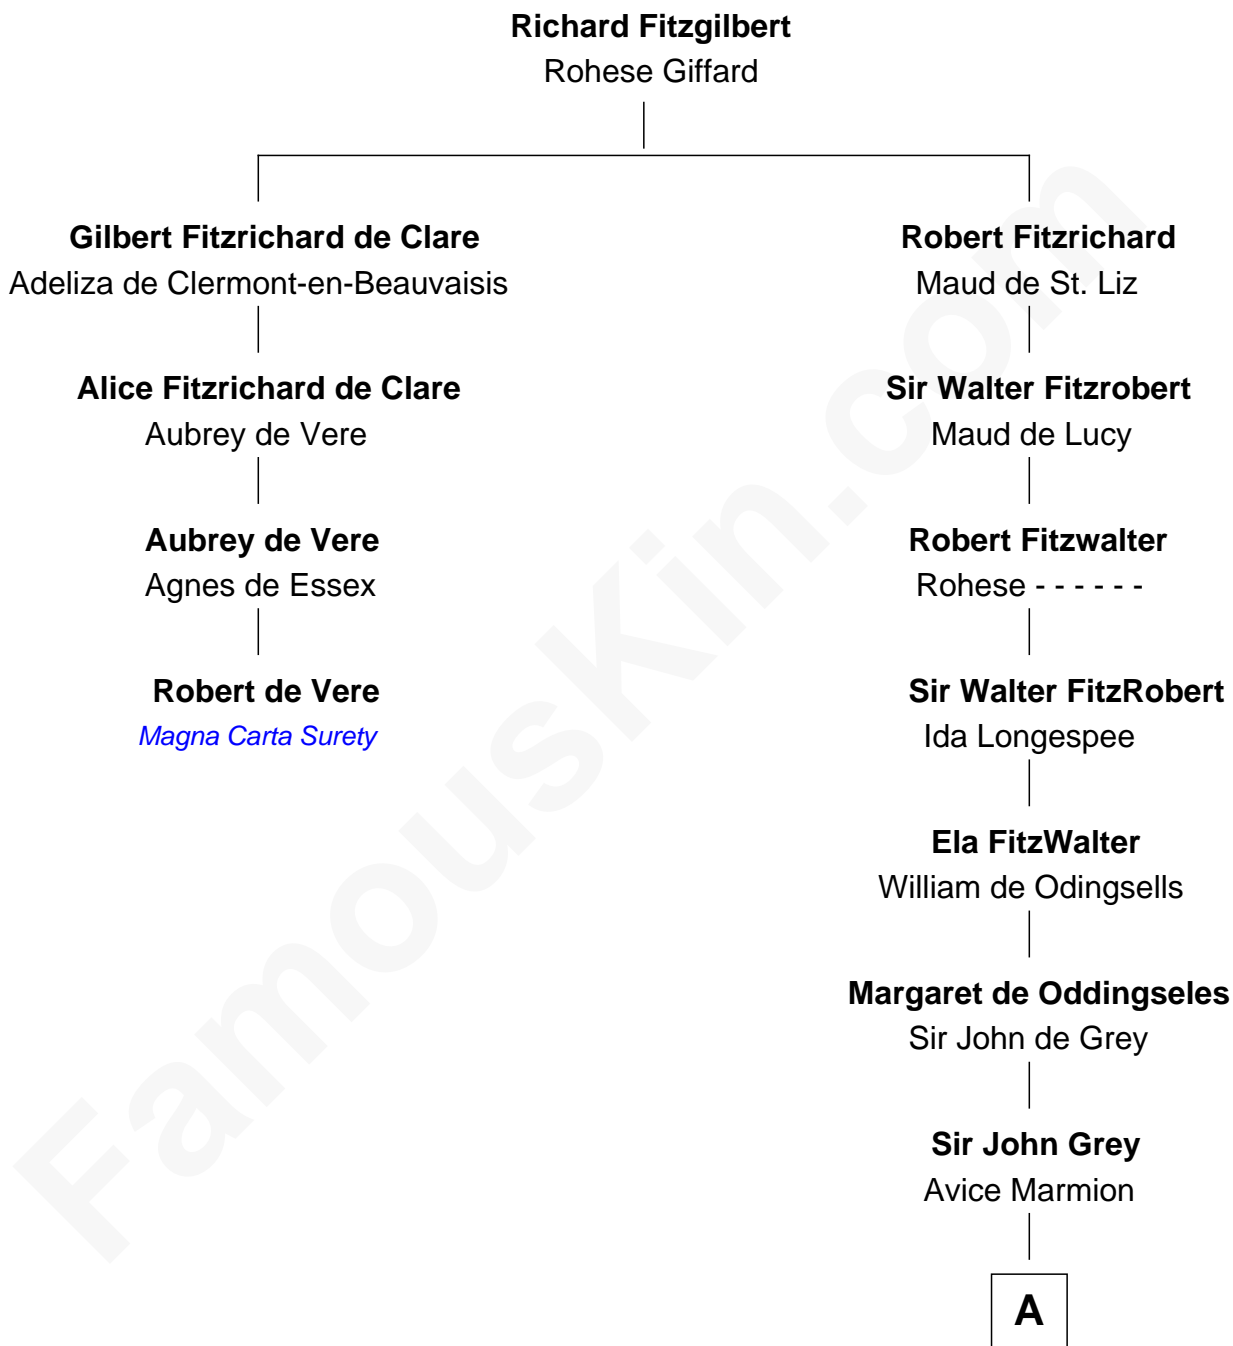 Richard Fitzgilbert
Rohese Giffard
Gilbert Fitzrichard de Clare
Adeliza de Clermont-en-Beauvaisis
Alice Fitzrichard de Clare
Aubrey de Vere
Aubrey de Vere
Agnes de Essex
Robert de Vere
Magna Carta Surety
Robert Fitzrichard
Maud de St. Liz
Sir Walter Fitzrobert
Maud de Lucy
Robert Fitzwalter
Rohese - - - - - -
Sir Walter FitzRobert
Ida Longespee
Ela FitzWalter
William de Odingsells
Margaret de Oddingseles
Sir John de Grey
Sir John Grey
Avice Marmion
A
FamousKin.com